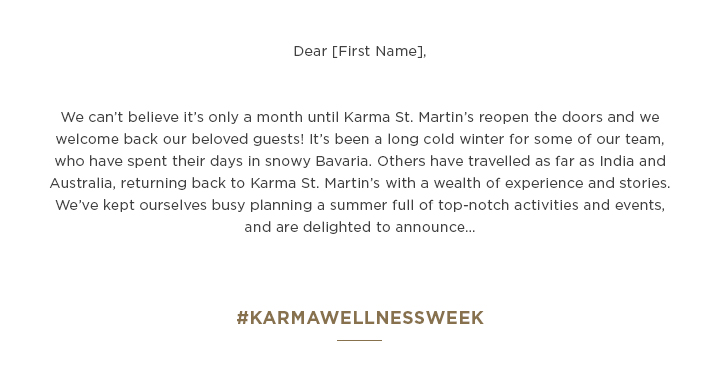 Dear [First Name],
We can’t believe it’s only a month until Karma St. Martin’s reopen the doors and we
welcome back our beloved guests! It’s been a long cold winter for some of our team,
who have spent their days in snowy Bavaria. Others have travelled as far as India and
Australia, returning back to Karma St. Martin’s with a wealth of experience and stories.
We’ve kept ourselves busy planning a summer full of top-notch activities and events,
and are delighted to announce...
#KARMAWELLNESSWEEK